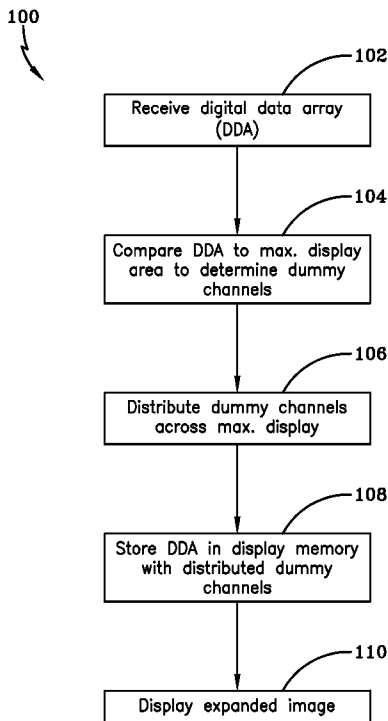 100
102
Receive digital data array
(DDA)
104
Compare DDA to max. display
area to determine dummy
channels
106
Distribute dummy channels
across max. display
108
Store DDA in display memory
with distributed dummy
channels
110
Display expanded image